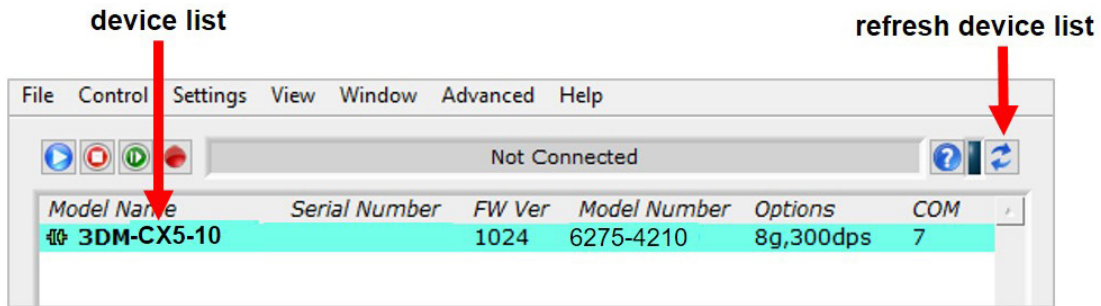 device list
refresh device list
File Control Settings View Window Advanced Help
Not Connected
Model Name Serial Number FW Ver Model Number Options COM
3DM-CX5-10 1024 6275-4210 8g,300dps 7